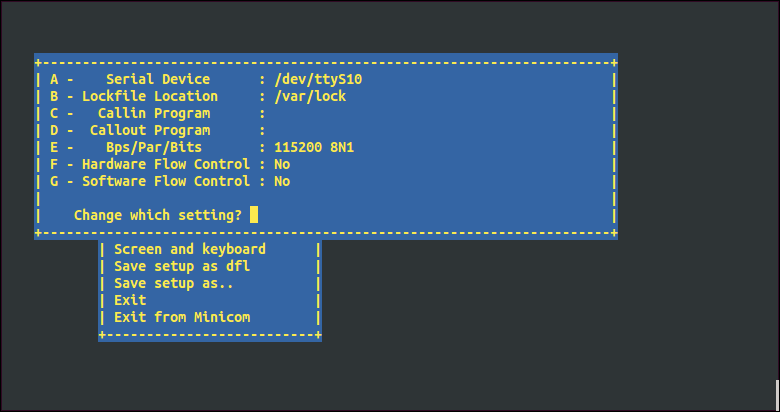 +-----------------------------------------------------------------------+
| A -    Serial Device      : /dev/ttyS10                               |
| B - Lockfile Location     : /var/lock                                 |
| C -   Callin Program      :                                           |
| D -  Callout Program      :                                           |
| E -    Bps/Par/Bits       : 115200 8N1                                |
| F - Hardware Flow Control : No                                        |
| G - Software Flow Control : No                                        |
|                                                                       |
|    Change which setting?                                              |
+-----------------------------------------------------------------------+
        | Screen and keyboard      |
        | Save setup as dfl        |
        | Save setup as..          |
        | Exit                     |
        | Exit from Minicom        |
        +--------------------------+